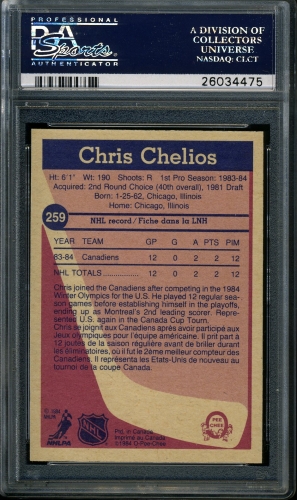 PROFESSIONAL
PSA
Sports
AUTHENTICATOR
A DIVISION OF
COLLECTORS
UNIVERSE
NASDAQ: CLCT
26034475
Chris Chelios
Ht: 6'1" Wt: 190 Shoots: R 1st Pro Season: 1983-84
Acquired: 2nd Round Choice (40th overall), 1981 Draft
Born: 1-25-62, Chicago, Illinois
Home: Chicago, Illinois
259
NHL record/Fiche dans la LNH
YEAR TEAM GP G A PTS PIM
83-84 Canadiens 12 0 2 2 12
NHL TOTALS 12 0 2 2 12
Chris joined the Canadiens after competing in the 1984
Winter Olympics for the U.S. He played 12 regular sea-
son games before establishing himself in the playoffs,
ending up as Montreal's 2nd leading scorer. Repre-
sents U.S. again in the Canada Cup Tourn.
Chris se joignit aux Canadiens après avoir participé aux
Jeux olympiques pour l'équipe américaine. Il prit part à
12 joutes de la saison régulière avant de briller durant
les éliminatoires, où il fut le 2ème meilleur compteur des
Canadiens. Il représente les Etats-Unis de nouveau au
tournoi de la coupe Canada.
NHLPA
NHL
Ptd. in Canada
Imprimé au Canada
© 1984 O-Pee-Chee
O
PEE
CHEE